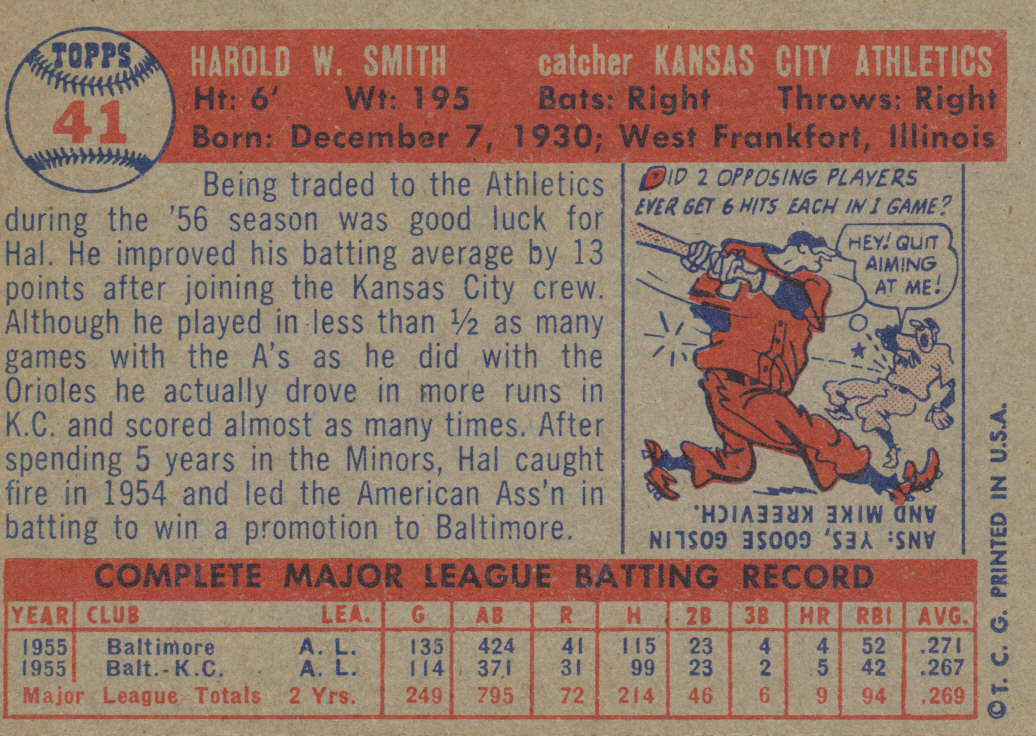 TOPPS
41
HAROLD W. SMITH catcher KANSAS CITY ATHLETICS
Ht: 6' Wt: 195 Bats: Right Throws: Right
Born: December 7, 1930; West Frankfort, Illinois
Being traded to the Athletics
during the '56 season was good luck for
Hal. He improved his batting average by 13
points after joining the Kansas City crew.
Although he played in less than ½ as many
games with the A's as he did with the
Orioles he actually drove in more runs in
K.C. and scored almost as many times. After
spending 5 years in the Minors, Hal caught
fire in 1954 and led the American Ass'n in
batting to win a promotion to Baltimore.
DID 2 OPPOSING PLAYERS
EVER GET 6 HITS EACH IN 1 GAME?
HEY! QUIT
AIMING
AT ME!
ANS: YES, GOOSE GOSLIN
AND MIKE KREEVICH.
COMPLETE MAJOR LEAGUE BATTING RECORD
YEAR CLUB LEA. G AB R H 2B 3B HR RBI AVG.
1955 Baltimore A. L. 135 424 41 115 23 4 4 52 .271
1955 Balt.-K.C. A. L. 114 371 31 99 23 2 5 42 .267
Major League Totals 2 Yrs. 249 795 72 214 46 6 9 94 .269
© T. C. G. PRINTED IN U.S.A.